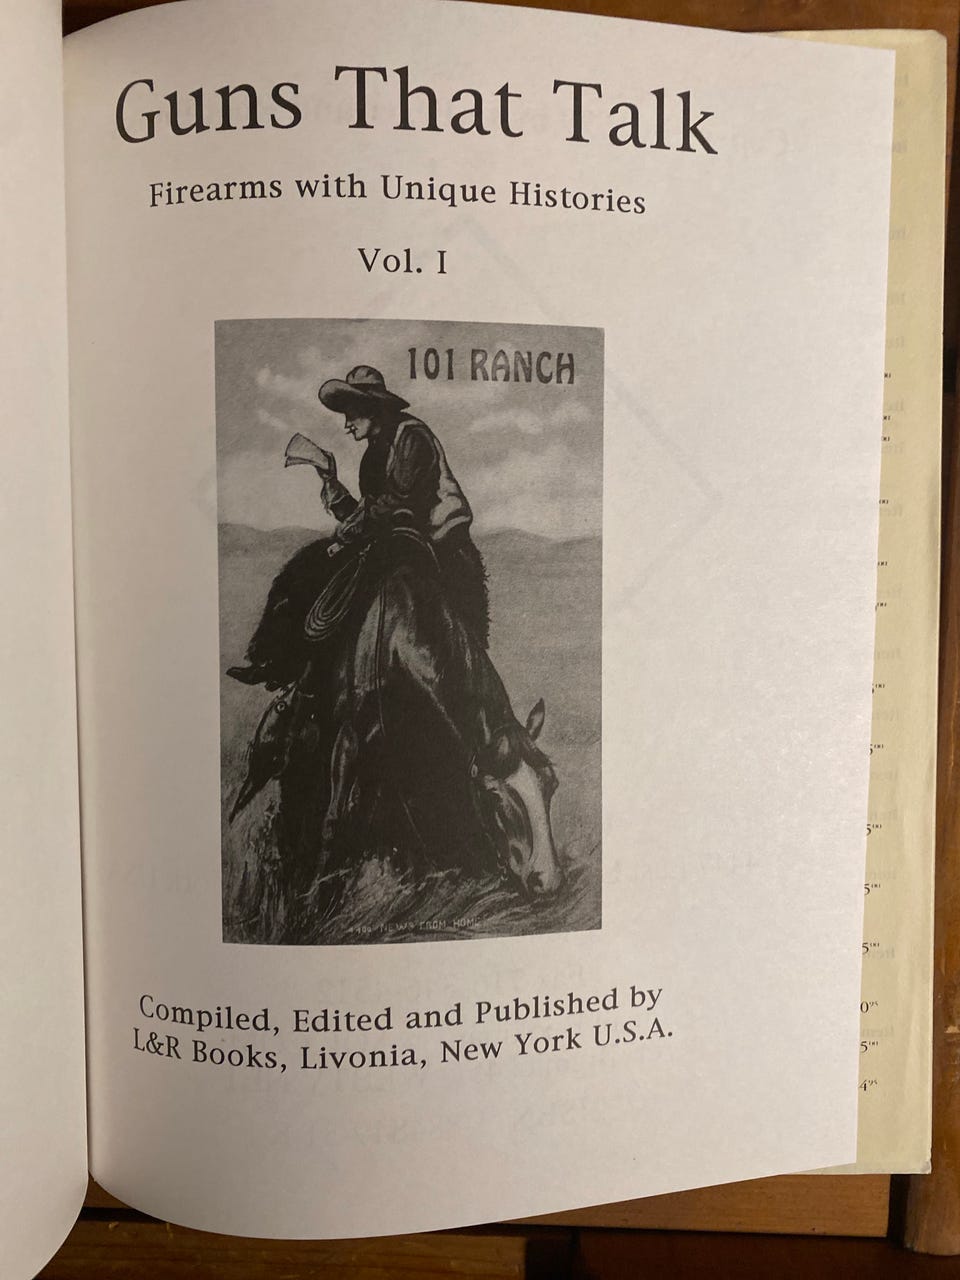 Guns That Talk
Firearms with Unique Histories
Vol. I
101 RANCH
NEWS FROM HOME
Compiled, Edited and Published by
L&R Books, Livonia, New York U.S.A.